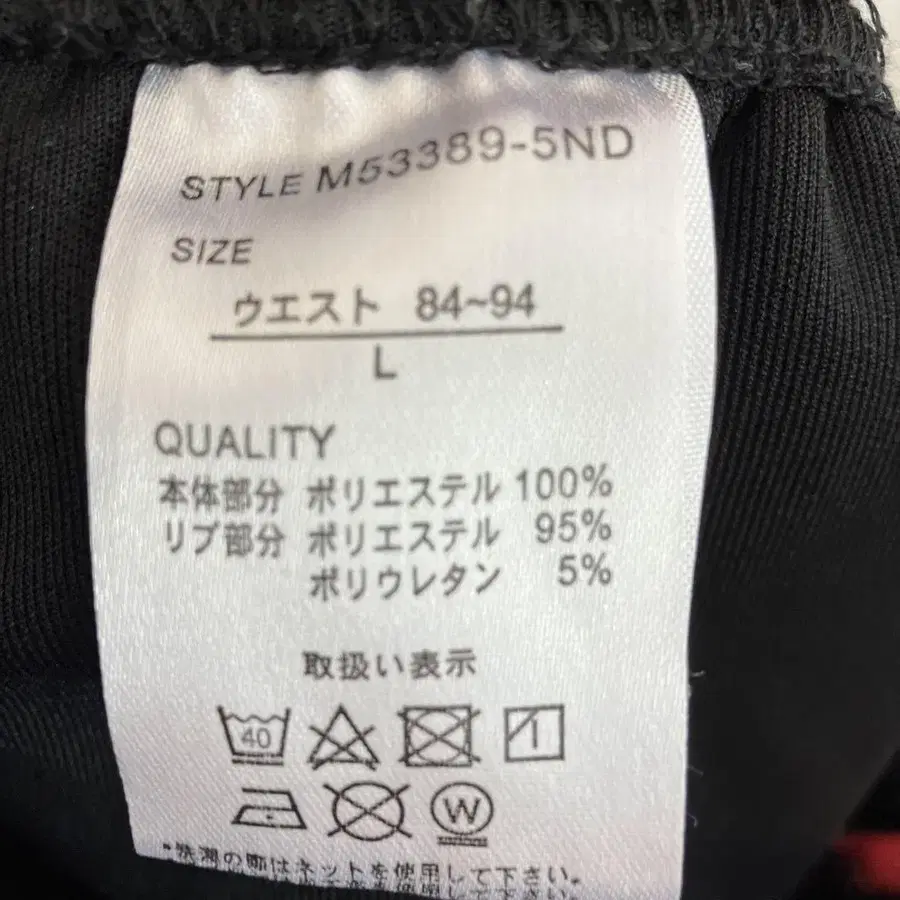 STYLE M53389-5ND
SIZE
ウエスト 84~94
L
QUALITY
本体部分 ポリエステル 100%
リブ部分 ポリエステル 95%
ポリウレタン 5%
取扱い表示
40
W
*洗濯の際はネットを使用して下さい。